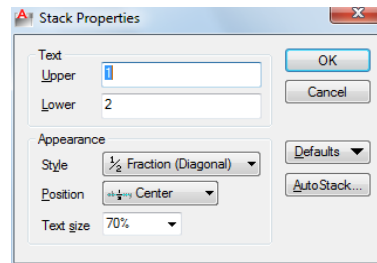 Stack Properties
Text
Upper 1
Lower 2
OK
Cancel
Appearance
Style 1/2 Fraction (Diagonal)
Position Center
Text size 70%
Defaults
AutoStack...